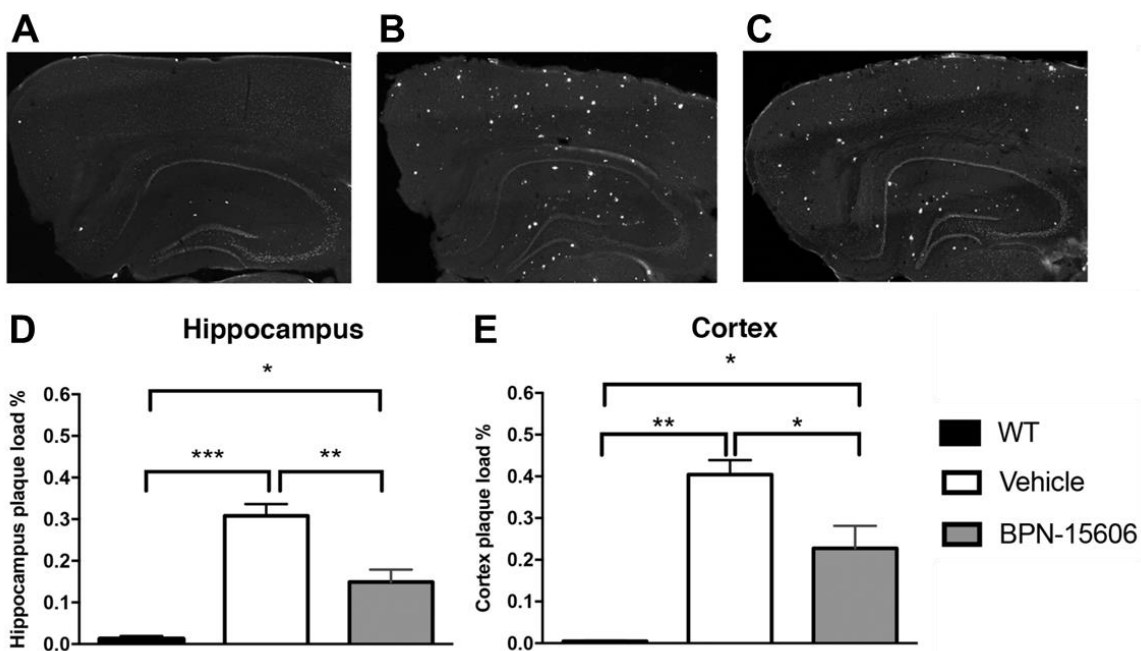 A
B
C
D
Hippocampus
Hippocampus plaque load %
0.6
0.5
0.4
0.3
0.2
0.1
0.0
*
***
**
E
Cortex
Cortex plaque load %
0.6
0.5
0.4
0.3
0.2
0.1
0.0
*
**
*
WT
Vehicle
BPN-15606